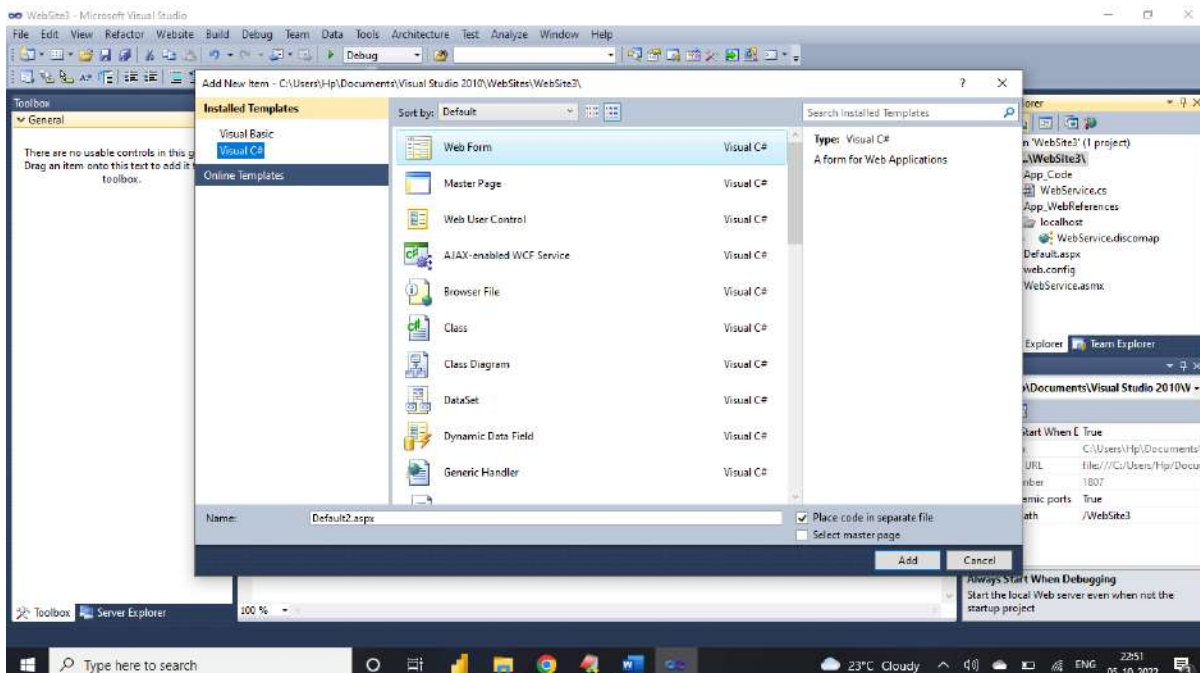 WebSite3 - Microsoft Visual Studio
File Edit View Refactor Website Build Debug Team Data Tools Architecture Test Analyze Window Help
Debug
Add New Item - C:\Users\Hp\Documents\Visual Studio 2010\WebSites\WebSite3\
Toolbox
General
There are no usable controls in this g
Drag an item onto this text to add it
toolbox.
Installed Templates
Visual Basic
Visual C#
Online Templates
Sort by: Default
Search Installed Templates
Web Form Visual C#
Master Page Visual C#
Web User Control Visual C#
AJAX-enabled WCF Service Visual C#
Browser File Visual C#
Class Visual C#
Class Diagram Visual C#
DataSet Visual C#
Dynamic Data Field Visual C#
Generic Handler Visual C#
Type: Visual C#
A form for Web Applications
Name: Default2.aspx
Place code in separate file
Select master page
Add Cancel
lorer
n 'WebSite3' (1 project)
..\WebSite3\
App_Code
WebService.cs
App_WebReferences
localhost
WebService.discomap
Default.aspx
web.config
WebService.asmx
Explorer Team Explorer
\Documents\Visual Studio 2010\W
Start When D True
C:\Users\Hp\Documents\
URL file:///C:/Users/Hp/Docu
mber 1807
amic ports True
ath /WebSite3
Always Start When Debugging
Start the local Web server even when not the
startup project
Toolbox Server Explorer
100 %
Type here to search
23°C Cloudy ENG 22:51
05-10-2022